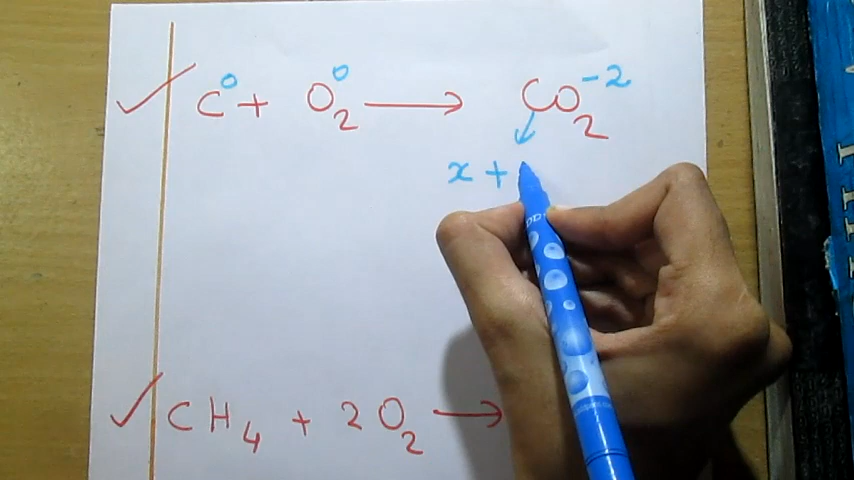 C⁰ + O₂⁰ ⟶ CO₂⁻²
x +
CH₄ + 2O₂ ⟶